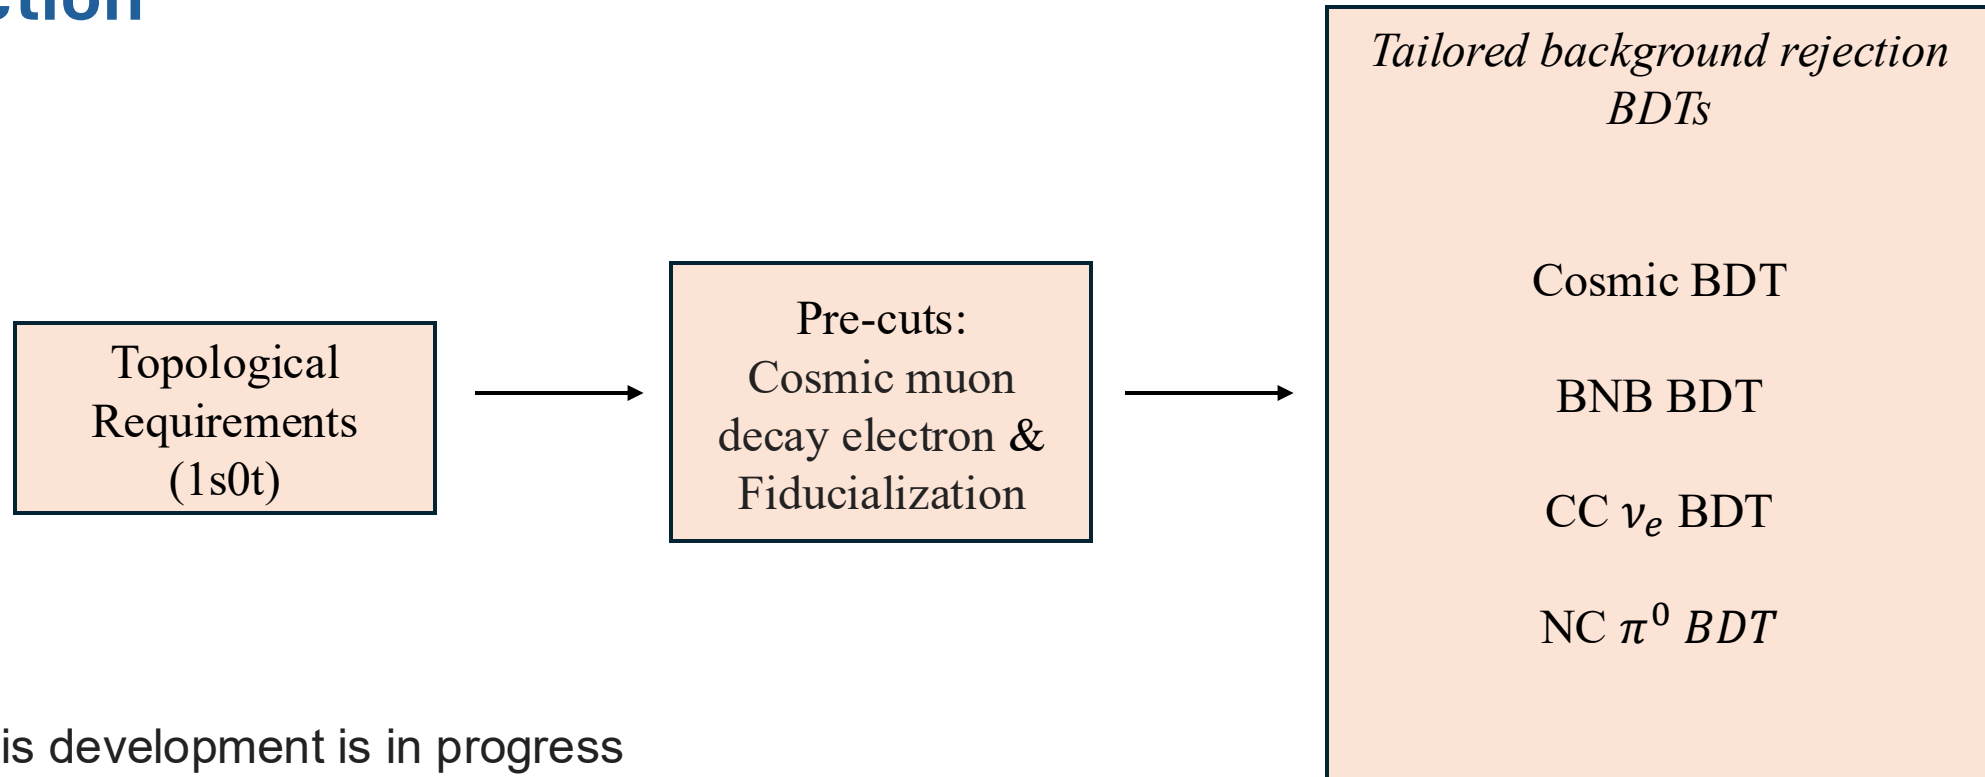 Topological
Requirements
(1s0t)
Pre-cuts:
Cosmic muon
decay electron &
Fiducialization
Tailored background rejection
BDTs
Cosmic BDT
BNB BDT
CC νₑ BDT
NC π⁰ BDT
is development is in progress